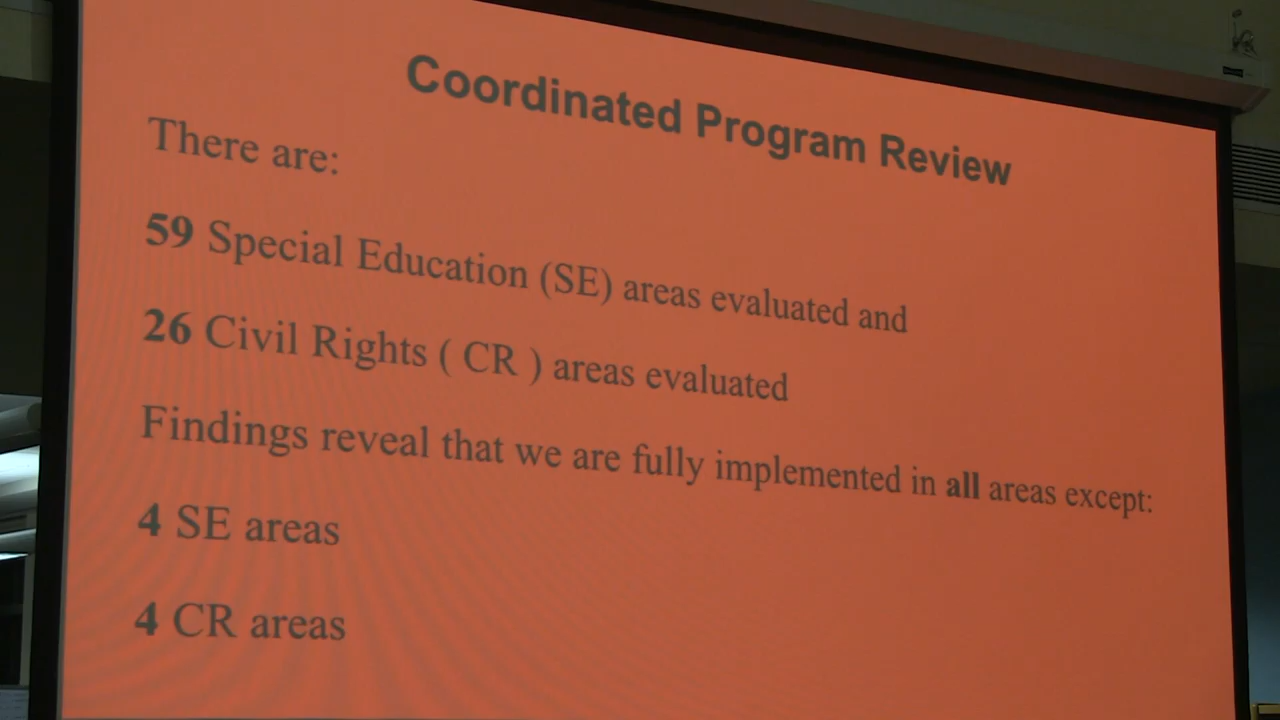 Coordinated Program Review
There are:
59 Special Education (SE) areas evaluated and
26 Civil Rights ( CR ) areas evaluated
Findings reveal that we are fully implemented in all areas except:
4 SE areas
4 CR areas